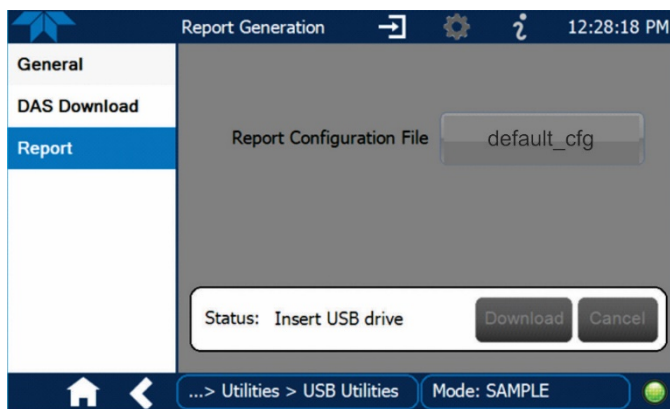 Report Generation 12:28:18 PM
General
DAS Download
Report
Report Configuration File default_cfg
Status: Insert USB drive Download Cancel
...> Utilities > USB Utilities Mode: SAMPLE